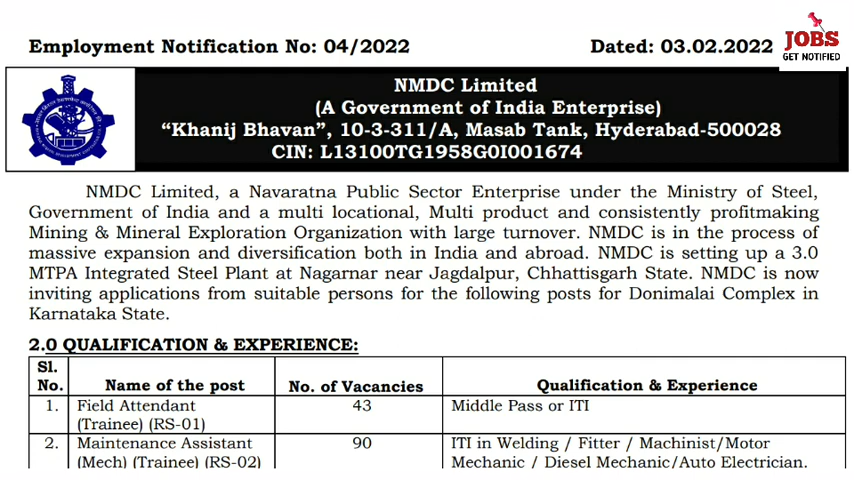 Employment Notification No: 04/2022
Dated: 03.02.2022
JOBS
GET NOTIFIED
NMDC Limited
(A Government of India Enterprise)
“Khanij Bhavan”, 10-3-311/A, Masab Tank, Hyderabad-500028
CIN: L13100TG1958G0I001674
NMDC Limited, a Navaratna Public Sector Enterprise under the Ministry of Steel,
Government of India and a multi locational, Multi product and consistently profitmaking
Mining & Mineral Exploration Organization with large turnover. NMDC is in the process of
massive expansion and diversification both in India and abroad. NMDC is setting up a 3.0
MTPA Integrated Steel Plant at Nagarnar near Jagdalpur, Chhattisgarh State. NMDC is now
inviting applications from suitable persons for the following posts for Donimalai Complex in
Karnataka State.
2.0 QUALIFICATION & EXPERIENCE:
Sl.
No. Name of the post No. of Vacancies Qualification & Experience
1. Field Attendant 43 Middle Pass or ITI
(Trainee) (RS-01)
2. Maintenance Assistant 90 ITI in Welding / Fitter / Machinist/Motor
(Mech) (Trainee) (RS-02) Mechanic / Diesel Mechanic/Auto Electrician.